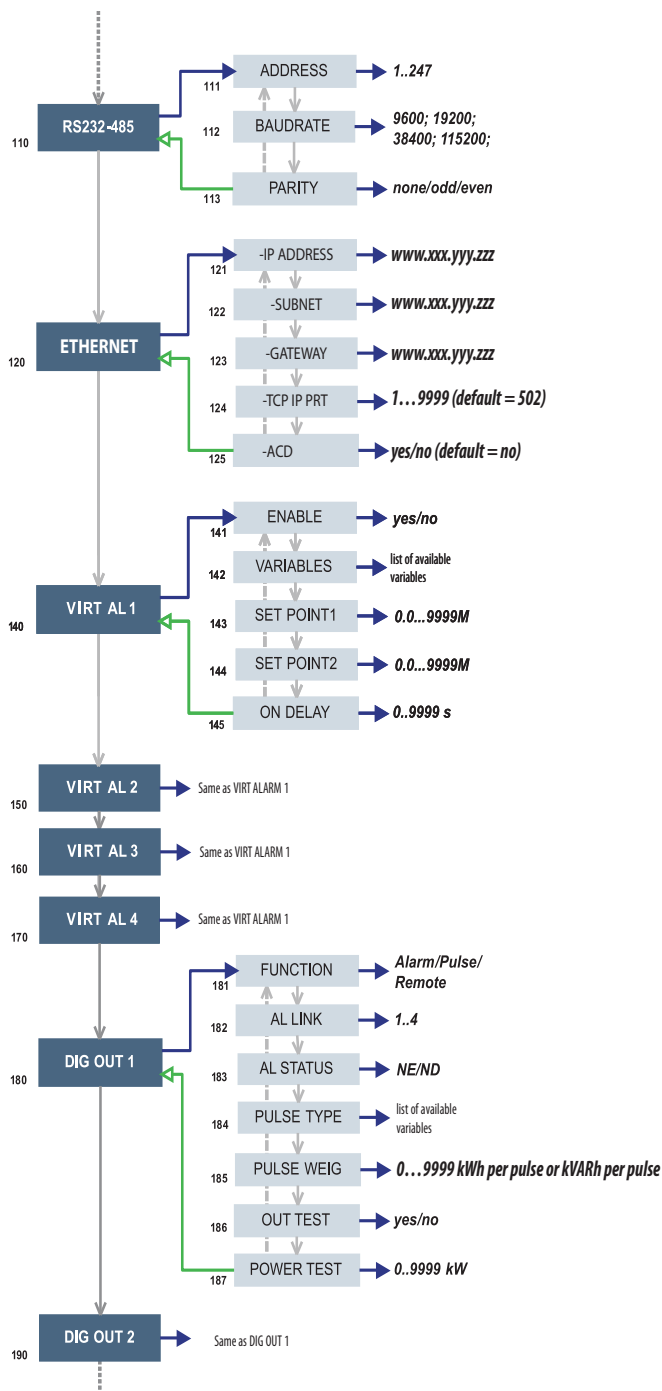 ADDRESS
111
1..247
RS232-485
110
BAUDRATE
112
9600; 19200;
38400; 115200;
PARITY
113
none/odd/even
-IP ADDRESS
121
www.xxx.yyy.zzz
-SUBNET
122
www.xxx.yyy.zzz
ETHERNET
120
-GATEWAY
123
www.xxx.yyy.zzz
-TCP IP PRT
124
1...9999 (default = 502)
-ACD
125
yes/no (default = no)
ENABLE
141
yes/no
VARIABLES
142
list of available
variables
VIRT AL 1
140
SET POINT1
143
0.0...9999M
SET POINT2
144
0.0...9999M
ON DELAY
145
0..9999 s
VIRT AL 2
150
Same as VIRT ALARM 1
VIRT AL 3
160
Same as VIRT ALARM 1
VIRT AL 4
170
Same as VIRT ALARM 1
FUNCTION
181
Alarm/Pulse/
Remote
AL LINK
182
1..4
DIG OUT 1
180
AL STATUS
183
NE/ND
PULSE TYPE
184
list of available
variables
PULSE WEIG
185
0...9999 kWh per pulse or kVARh per pulse
OUT TEST
186
yes/no
POWER TEST
187
0..9999 kW
DIG OUT 2
190
Same as DIG OUT 1